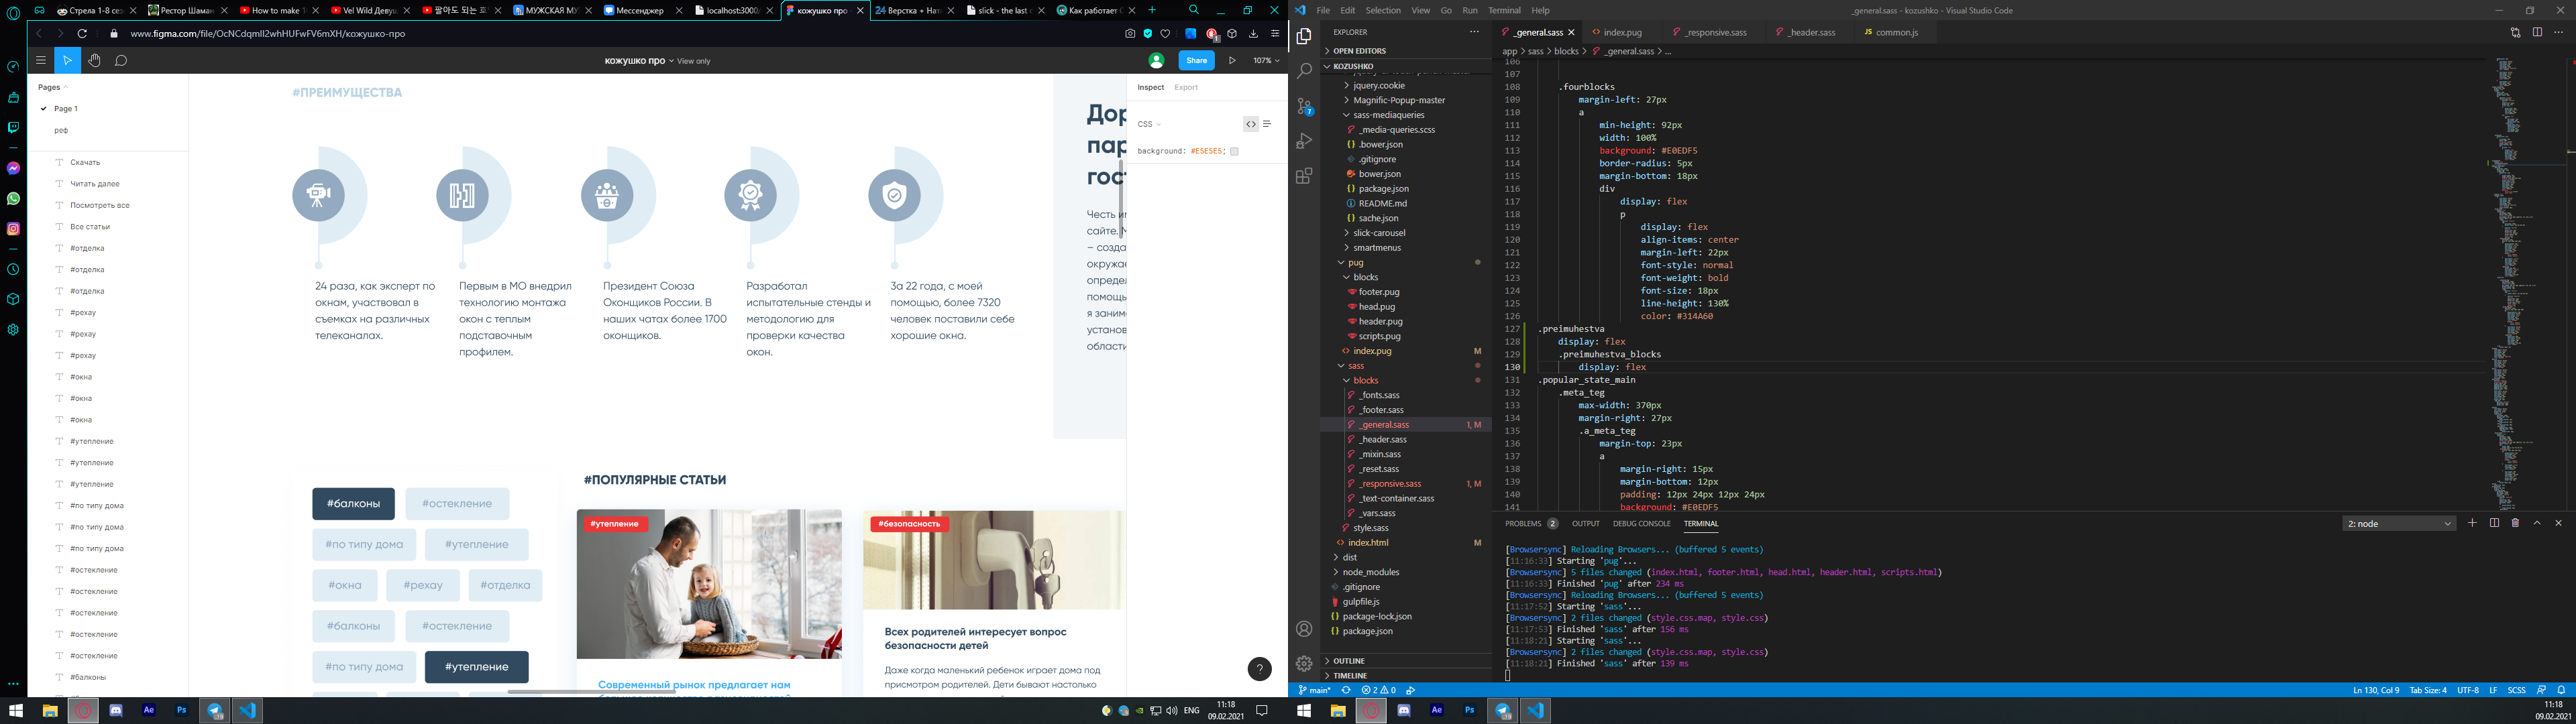 Стрела 1-8 сез
Рестор Шаман
How to make 1
Vel Wild Девуш
팔아도 되는 프
МУЖСКАЯ МУ
Мессенджер
localhost:3000/
кожушко про
24 Верстка + Нат
slick - the last c
Как работает C
www.figma.com/file/OcNCdqmII2whHUFwFV6mXH/кожушко-про
кожушко про
View only
Share
107%
Pages
Page 1
реф
Скачать
Читать далее
Посмотреть все
Все статьи
#отделка
#отделка
#отделка
#рехау
#рехау
#рехау
#окна
#окна
#окна
#утепление
#утепление
#утепление
#по типу дома
#по типу дома
#по типу дома
#остекление
#остекление
#остекление
#остекление
#остекление
#балконы
#ПРЕИМУЩЕСТВА
24 раза, как эксперт по
окнам, участвовал в
съемках на различных
телеканалах.
Первым в МО внедрил
технологию монтажа
окон с теплым
подставочным
профилем.
Президент Союза
Оконщиков России. В
наших чатах более 1700
оконщиков.
Разработал
испытательные стенды и
методологию для
проверки качества
окон.
За 22 года, с моей
помощью, более 7320
человек поставили себе
хорошие окна.
Дор
пар
гост
Честь им
сайте. М
– созда
окружае
определ
помощь
я заним
установ
области
#балконы
#остекление
#по типу дома
#утепление
#окна
#рехау
#отделка
#балконы
#остекление
#по типу дома
#утепление
#ПОПУЛЯРНЫЕ СТАТЬИ
#утепление
Современный рынок предлагает нам
#безопасность
Всех родителей интересует вопрос
безопасности детей
Даже когда маленький ребенок играет дома под
присмотром родителей. Дети бывают настолько
Inspect
Export
CSS
background: #E5E5E5;
?
11:18
ENG
09.02.2021
File Edit Selection View Go Run Terminal Help
_general.sass - kozushko - Visual Studio Code
EXPLORER
OPEN EDITORS
KOZUSHKO
jquery.cookie
Magnific-Popup-master
sass-mediaqueries
_media-queries.scss
.bower.json
.gitignore
bower.json
package.json
README.md
sache.json
slick-carousel
smartmenus
pug
blocks
footer.pug
head.pug
header.pug
scripts.pug
index.pug M
sass
blocks
_fonts.sass
_footer.sass
_general.sass 1, M
_header.sass
_mixin.sass
_reset.sass
_responsive.sass 1, M
_text-container.sass
_vars.sass
style.sass
index.html M
dist
node_modules
.gitignore
gulpfile.js
package-lock.json
package.json
OUTLINE
TIMELINE
_general.sass
index.pug
_responsive.sass
_header.sass
JS common.js
app > sass > blocks > _general.sass > ...
106
107
108 .fourblocks
109 margin-left: 27px
110 a
111 min-height: 92px
112 width: 100%
113 background: #E0EDF5
114 border-radius: 5px
115 margin-bottom: 18px
116 div
117 display: flex
118 p
119 display: flex
120 align-items: center
121 margin-left: 22px
122 font-style: normal
123 font-weight: bold
124 font-size: 18px
125 line-height: 130%
126 color: #314A60
127 .preimuhestva
128 display: flex
129 .preimuhestva_blocks
130 display: flex
131 .popular_state_main
132 .meta_teg
133 max-width: 370px
134 margin-right: 27px
135 .a_meta_teg
136 margin-top: 23px
137 a
138 margin-right: 15px
139 margin-bottom: 12px
140 padding: 12px 24px 12px 24px
141 background: #E0EDF5
PROBLEMS 2 OUTPUT DEBUG CONSOLE TERMINAL
2: node
[Browsersync] Reloading Browsers... (buffered 5 events)
[11:16:33] Starting 'pug'...
[Browsersync] 5 files changed (index.html, footer.html, head.html, header.html, scripts.html)
[11:16:33] Finished 'pug' after 234 ms
[Browsersync] Reloading Browsers... (buffered 5 events)
[11:17:52] Starting 'sass'...
[Browsersync] 2 files changed (style.css.map, style.css)
[11:17:53] Finished 'sass' after 156 ms
[11:18:21] Starting 'sass'...
[Browsersync] 2 files changed (style.css.map, style.css)
[11:18:21] Finished 'sass' after 139 ms
main* 2 0
Ln 130, Col 9 Tab Size: 4 UTF-8 LF SCSS
11:18
09.02.2021